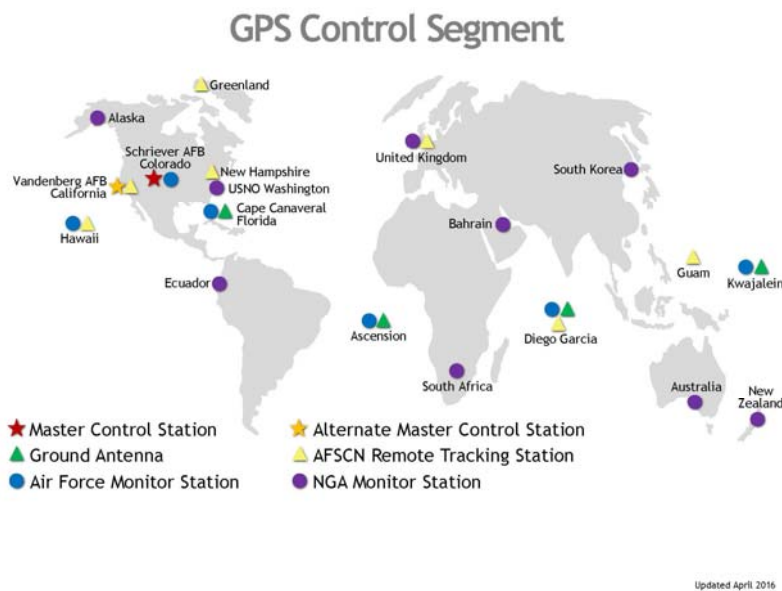 GPS Control Segment
Greenland
Alaska
Schriever AFB
Colorado
Vandenberg AFB
California
New Hampshire
USNO Washington
Cape Canaveral
Florida
Hawaii
United Kingdom
South Korea
Bahrain
Ecuador
Guam
Kwajalein
Ascension
Diego Garcia
South Africa
Australia
New
Zealand
Master Control Station
Alternate Master Control Station
Ground Antenna
AFSCN Remote Tracking Station
Air Force Monitor Station
NGA Monitor Station
Updated April 2016